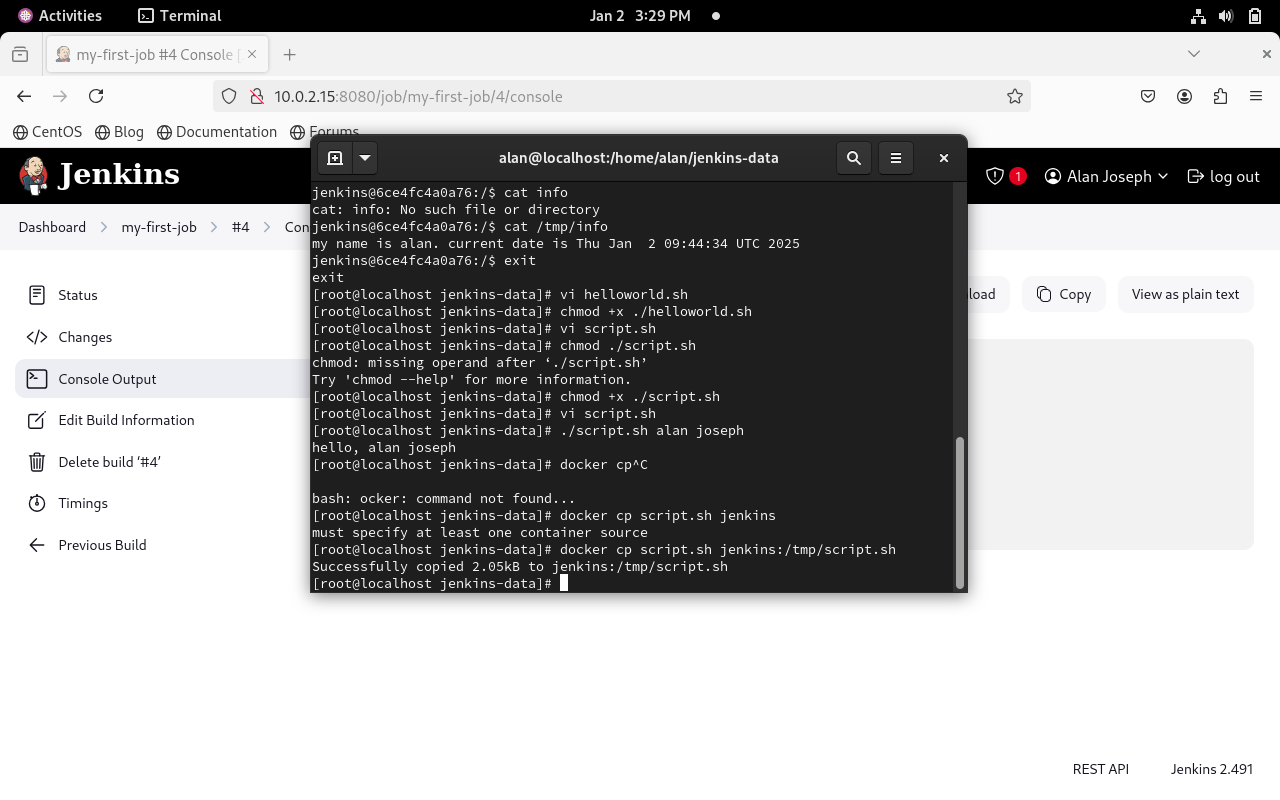 Activities
Terminal
Jan 2 3:29 PM
my-first-job #4 Console [
10.0.2.15:8080/job/my-first-job/4/console
CentOS
Blog
Documentation
Forums
Jenkins
1
Alan Joseph
log out
Dashboard
my-first-job
#4
Con
Status
Changes
Console Output
Edit Build Information
Delete build ‘#4’
Timings
Previous Build
alan@localhost:/home/alan/jenkins-data
jenkins@6ce4fc4a0a76:/$ cat info
cat: info: No such file or directory
jenkins@6ce4fc4a0a76:/$ cat /tmp/info
my name is alan. current date is Thu Jan  2 09:44:34 UTC 2025
jenkins@6ce4fc4a0a76:/$ exit
exit
[root@localhost jenkins-data]# vi helloworld.sh
[root@localhost jenkins-data]# chmod +x ./helloworld.sh
[root@localhost jenkins-data]# vi script.sh
[root@localhost jenkins-data]# chmod ./script.sh
chmod: missing operand after ‘./script.sh’
Try 'chmod --help' for more information.
[root@localhost jenkins-data]# chmod +x ./script.sh
[root@localhost jenkins-data]# vi script.sh
[root@localhost jenkins-data]# ./script.sh alan joseph
hello, alan joseph
[root@localhost jenkins-data]# docker cp^C
bash: ocker: command not found...
[root@localhost jenkins-data]# docker cp script.sh jenkins
must specify at least one container source
[root@localhost jenkins-data]# docker cp script.sh jenkins:/tmp/script.sh
Successfully copied 2.05kB to jenkins:/tmp/script.sh
[root@localhost jenkins-data]#
load
Copy
View as plain text
REST API
Jenkins 2.491